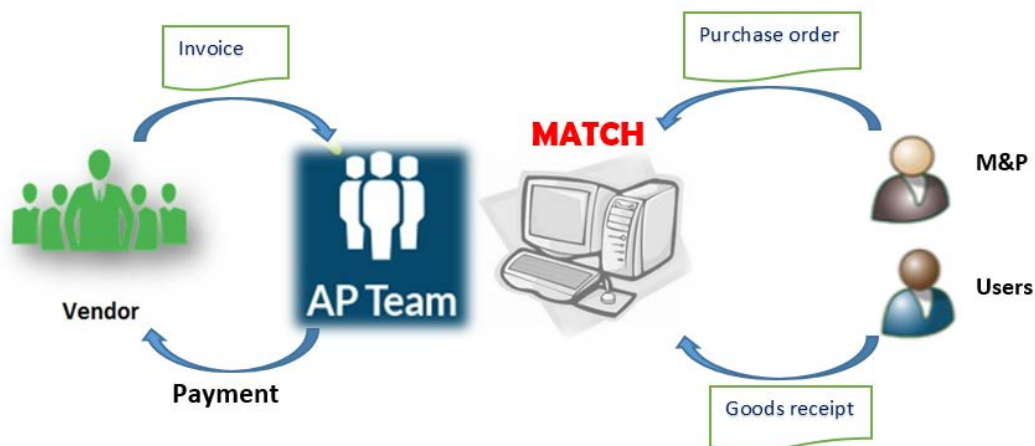 Invoice
Purchase order
MATCH
M&P
AP Team
Vendor
Users
Payment
Goods receipt